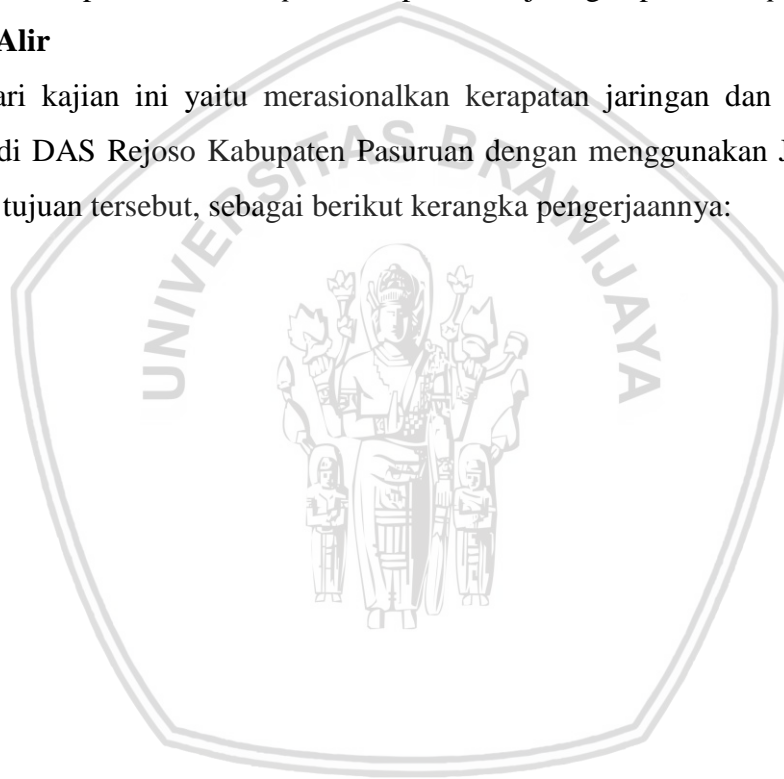 Alir
ari kajian ini yaitu merasionalkan kerapatan jaringan dan
di DAS Rejoso Kabupaten Pasuruan dengan menggunakan
tujuan tersebut, sebagai berikut kerangka pengerjaannya:
UNIVERSITAS BRAWIJAYA